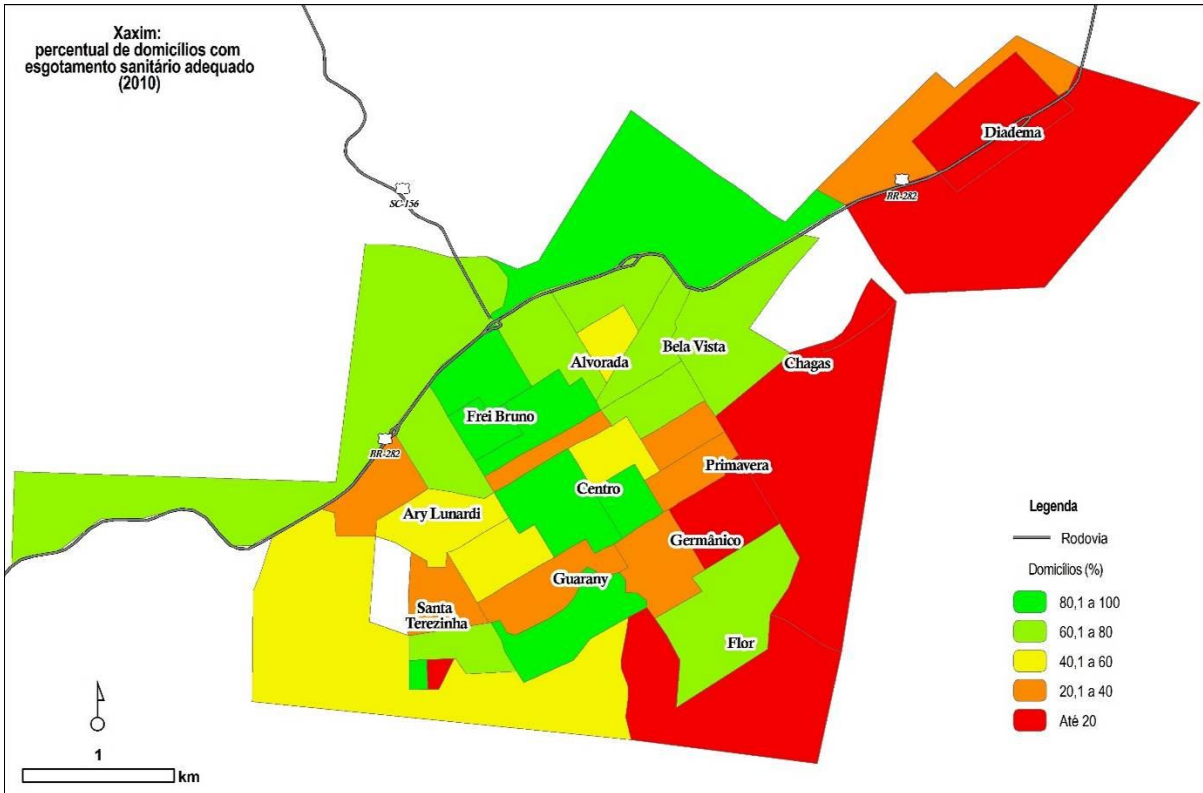 Xaxim:
percentual de domicílios com
esgotamento sanitário adequado
(2010)
Diadema
BR-282
SC-156
Bela Vista
Alvorada
Chagas
Frei Bruno
BR-282
Primavera
Centro
Ary Lunardi
Germânico
Guarany
Santa
Terezinha
Flor
Legenda
Rodovia
Domicílios (%)
80,1 a 100
60,1 a 80
40,1 a 60
20,1 a 40
Até 20
1
km